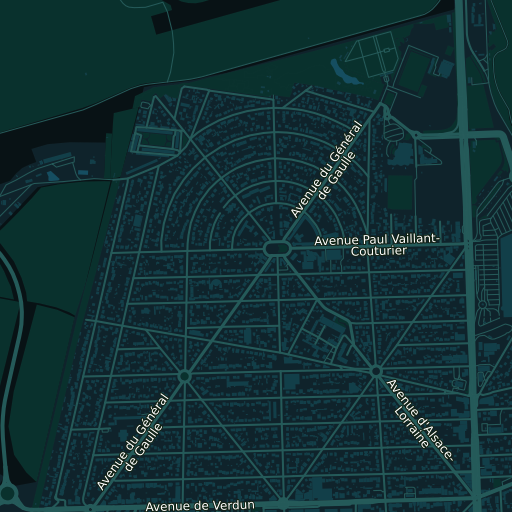 Avenue du Général
de Gaulle
Avenue Paul Vaillant-
Couturier
Avenue du Général
de Gaulle
Avenue d'Alsace-
Lorraine
Avenue de Verdun